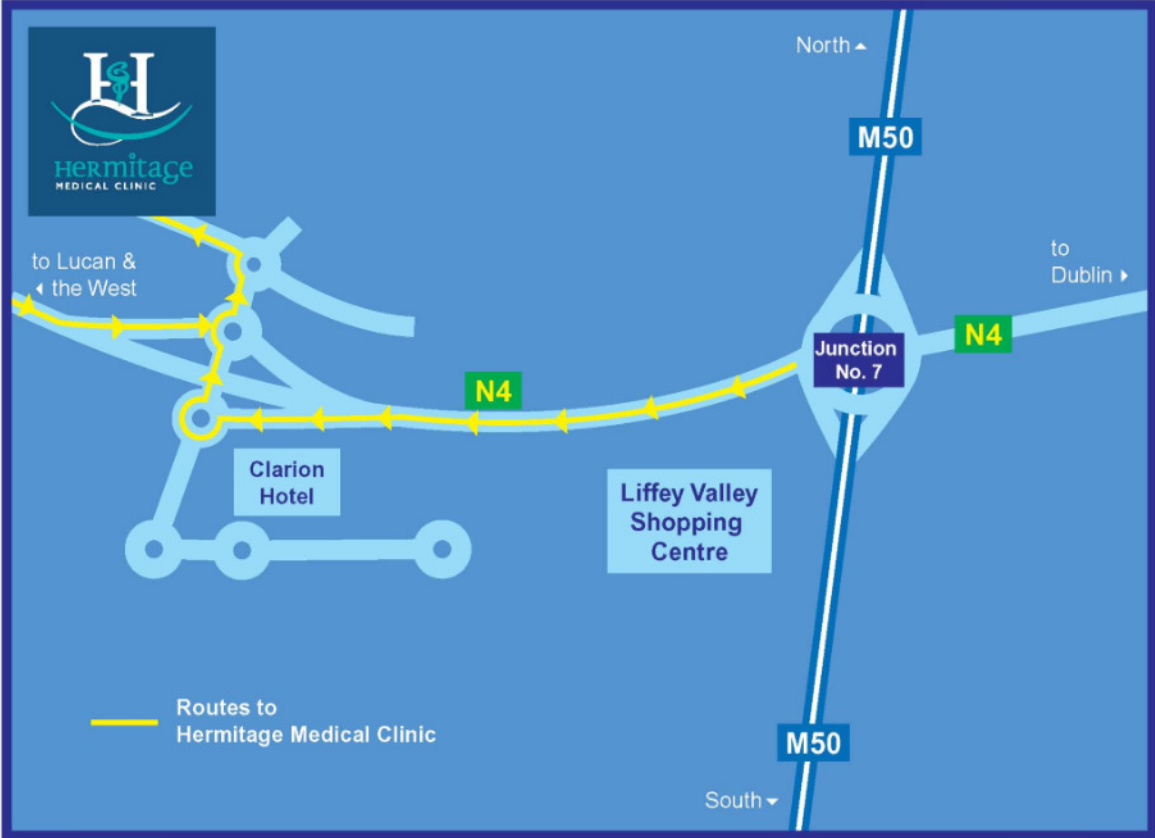 North
M50
HERmitage
MEDICAL CLINIC
to Lucan &
the West
to
Dublin
N4
Junction
No. 7
N4
Clarion
Hotel
Liffey Valley
Shopping
Centre
Routes to
Hermitage Medical Clinic
M50
South